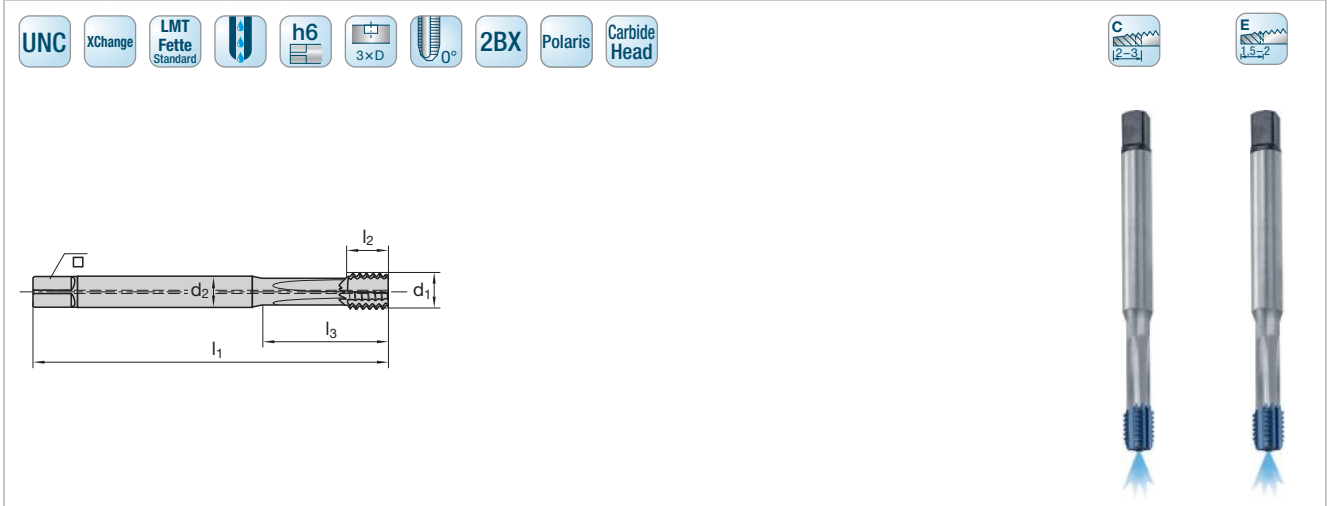 UNC
XChange
LMT
Fette
Standard
h6
3×D
0°
2BX
Polaris
Carbide
Head
C
2–3
E
1,5–2
l2
d2
d1
l3
l1